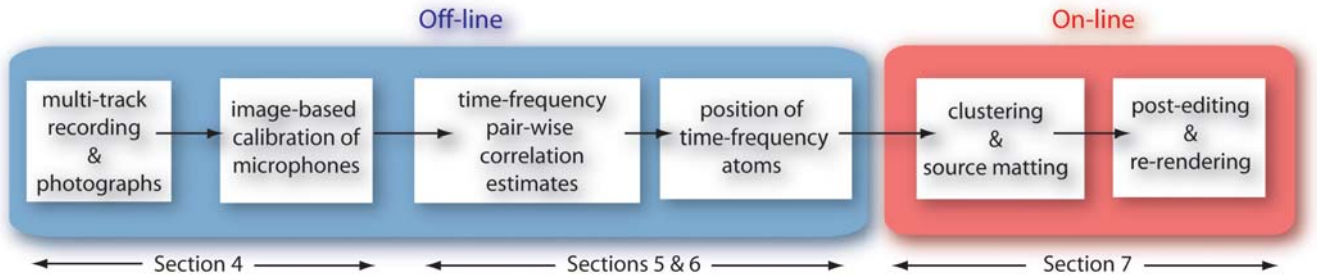 Off-line
On-line
multi-track
recording
&
photographs
image-based
calibration of
microphones
time-frequency
pair-wise
correlation
estimates
position of
time-frequency
atoms
clustering
&
source matting
post-editing
&
re-rendering
Section 4
Sections 5 & 6
Section 7